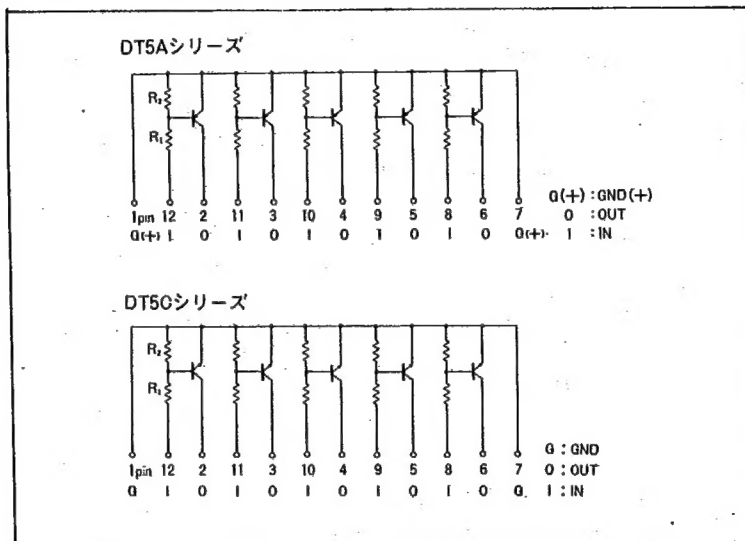 DT5Aシリーズ
R₂
R₁
1pin 12 2 11 3 10 4 9 5 8 6 7
G(+) I O I O I O I O I O G(+)
G(+) : GND(+)
O : OUT
I : IN
DT5Cシリーズ
R₂
R₁
1pin 12 2 11 3 10 4 9 5 8 6 7
G I O I O I O I O I O G
G : GND
O : OUT
I : IN